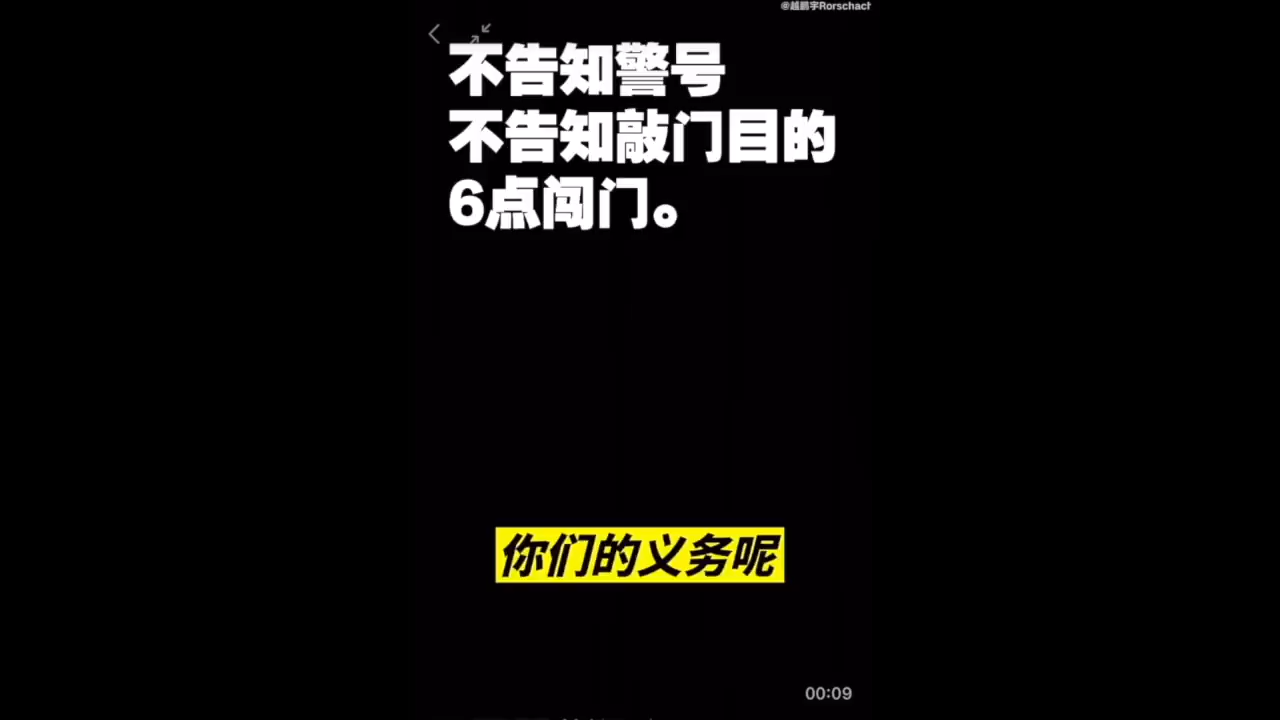 @越鹏宇Rorschach
不告知警号
不告知敲门目的
6点闯门。
你们的义务呢
00:09